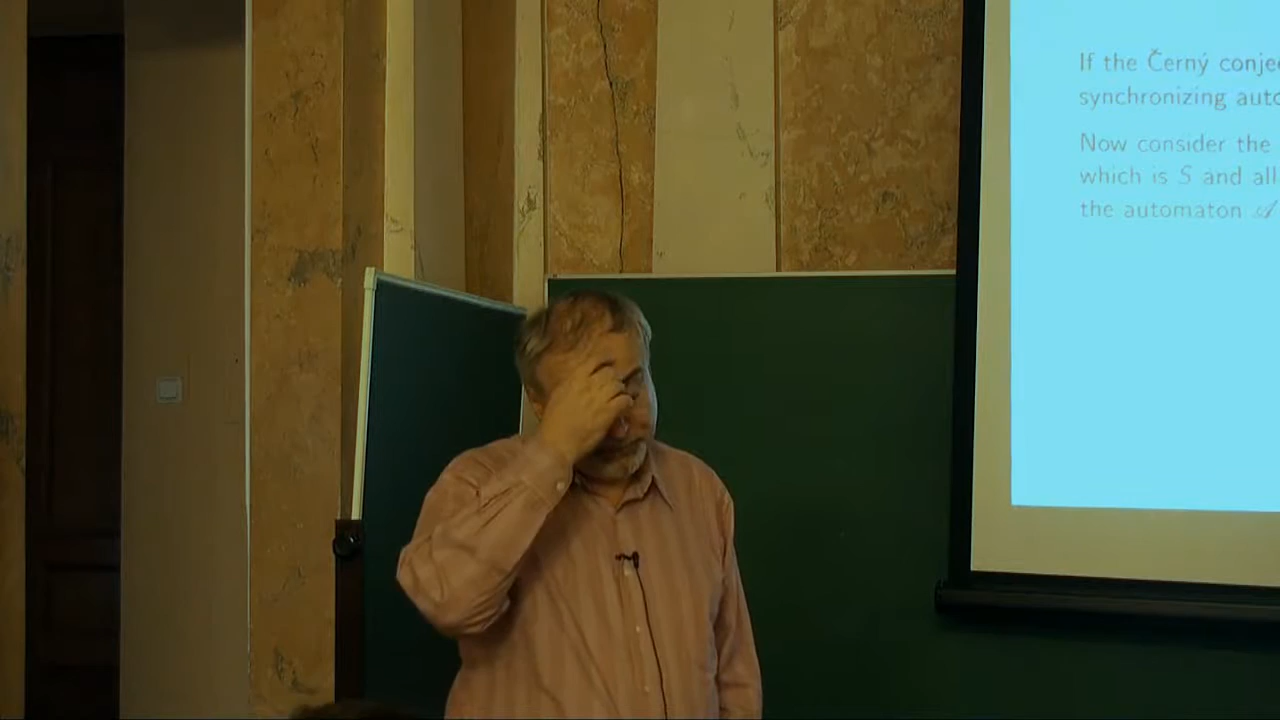 If the Černý conje
synchronizing auto
Now consider the
which is S and all
the automaton 𝒜